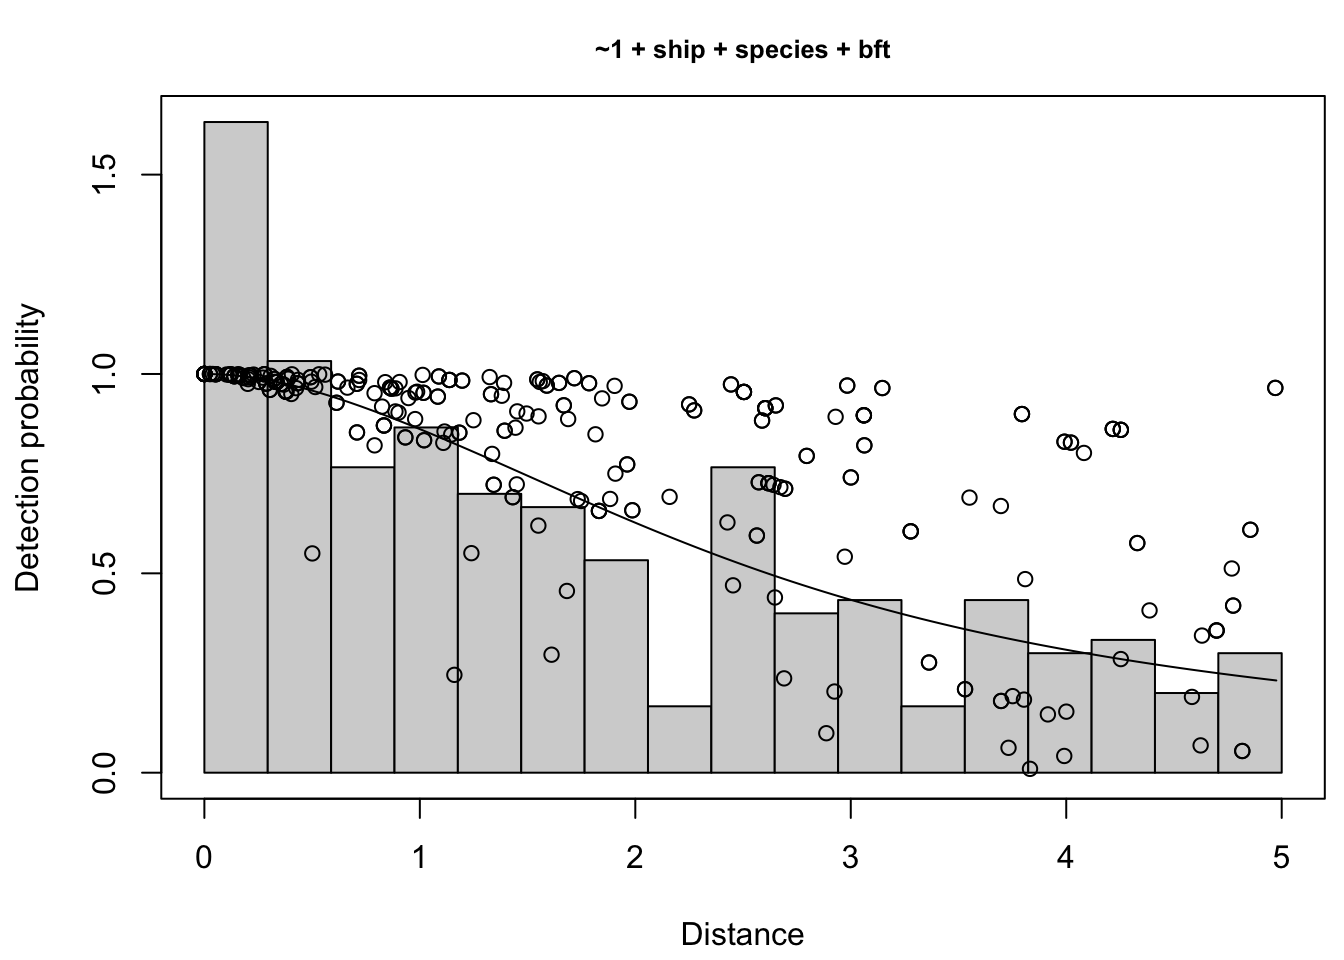 ~1 + ship + species + bft
Detection probability
1.5
1.0
0.5
0.0
0 1 2 3 4 5
Distance